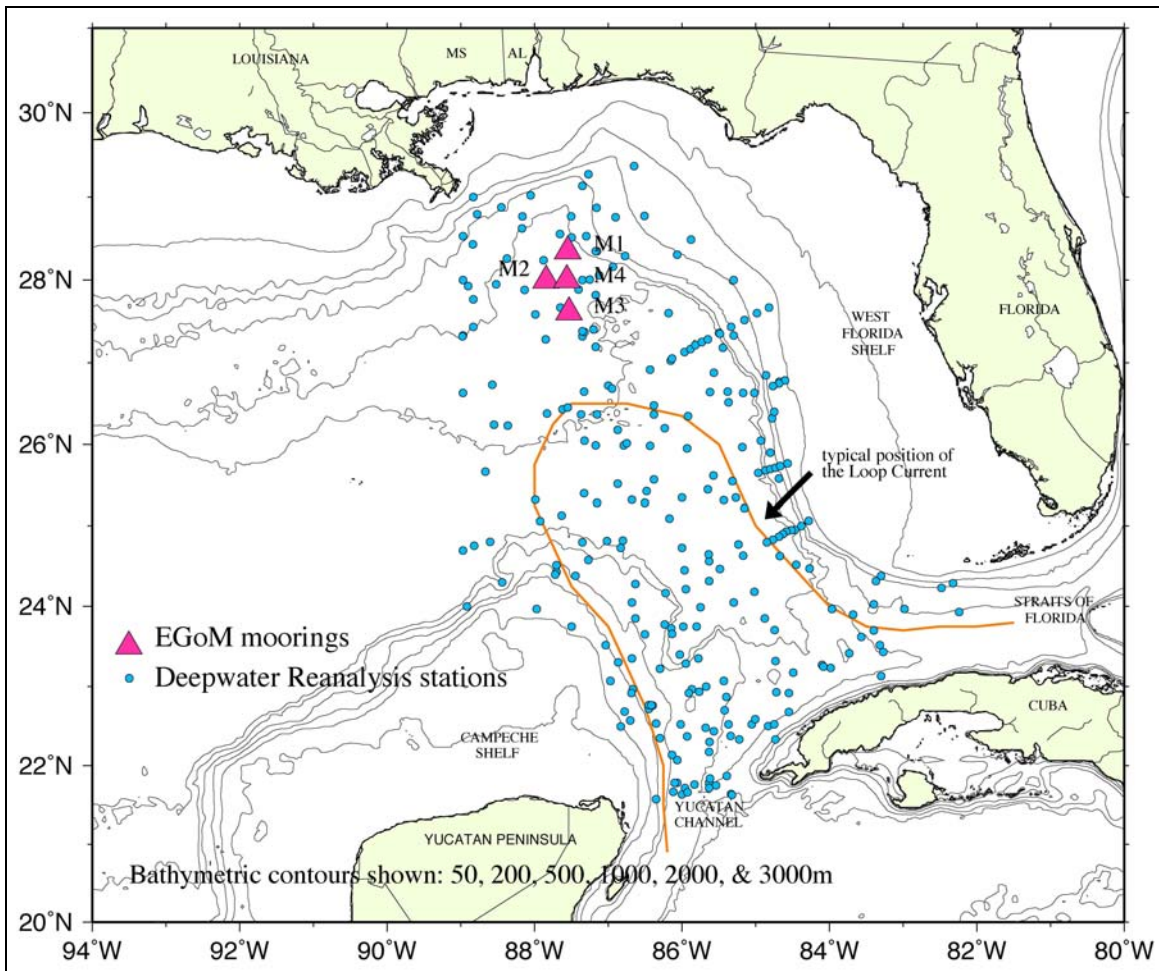 LOUISIANA
MS
AL
30°N
M1
M2
M4
28°N
M3
WEST
FLORIDA
SHELF
FLORIDA
26°N
typical position of
the Loop Current
24°N
STRAITS OF
FLORIDA
EGoM moorings
Deepwater Reanalysis stations
CUBA
CAMPECHE
SHELF
22°N
YUCATAN
CHANNEL
YUCATAN PENINSULA
Bathymetric contours shown: 50, 200, 500, 1000, 2000, & 3000m
20°N
94°W 92°W 90°W 88°W 86°W 84°W 82°W 80°W